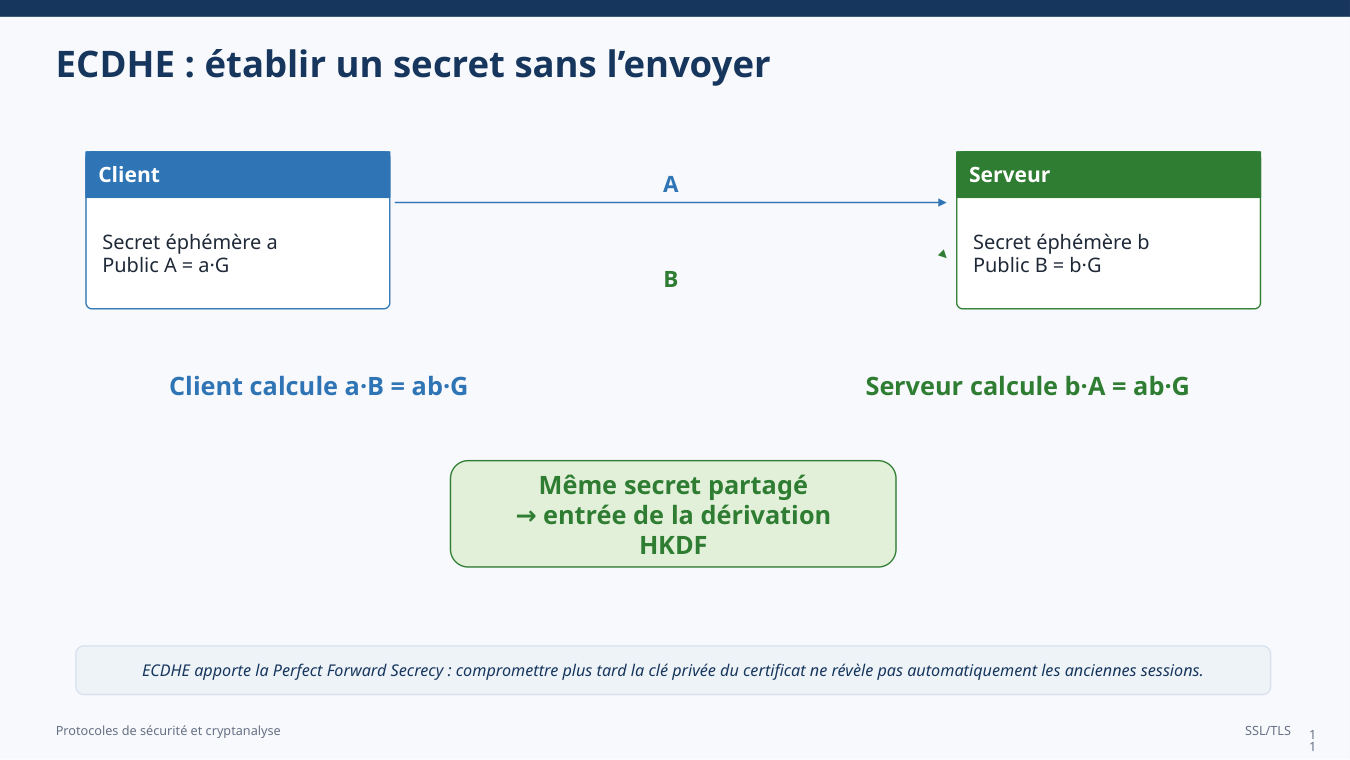 ECDHE : établir un secret sans l’envoyer
Client
A
Serveur
Secret éphémère a
Public A = a·G
B
Secret éphémère b
Public B = b·G
Client calcule a·B = ab·G
Serveur calcule b·A = ab·G
Même secret partagé
→ entrée de la dérivation
HKDF
ECDHE apporte la Perfect Forward Secrecy : compromettre plus tard la clé privée du certificat ne révèle pas automatiquement les anciennes sessions.
Protocoles de sécurité et cryptanalyse
SSL/TLS
1
1